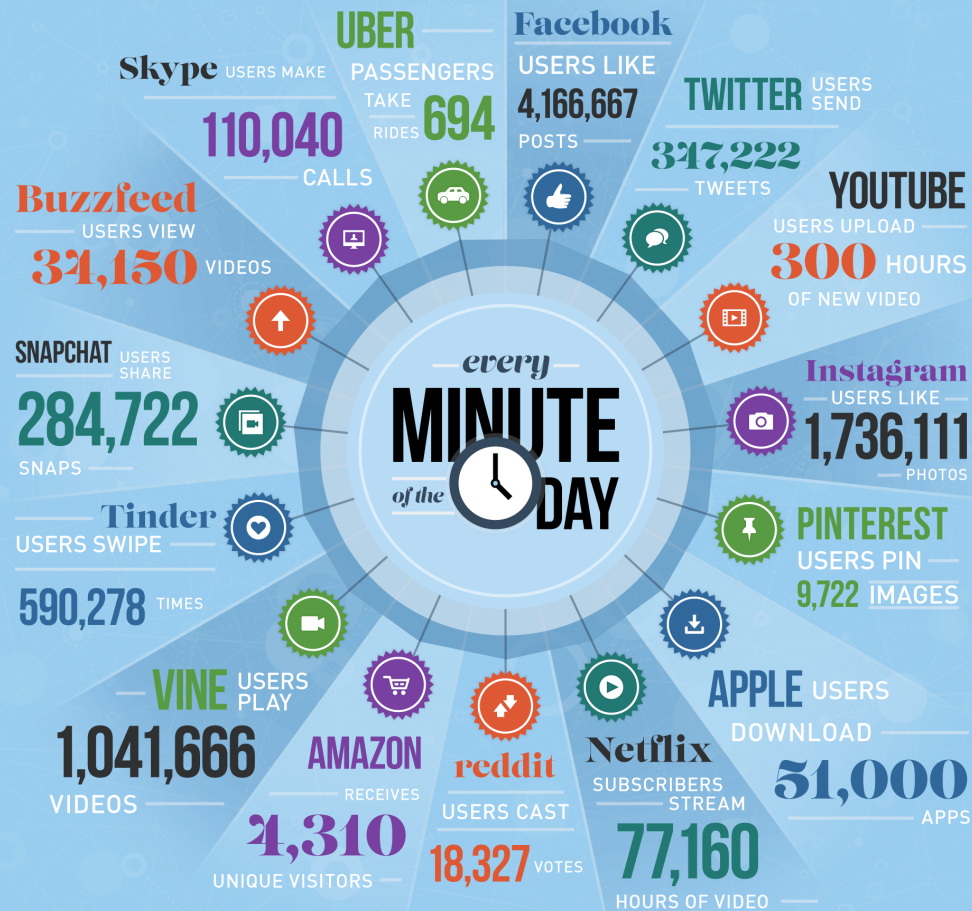 every
MINUTE
of the
DAY
UBER
PASSENGERS
TAKE
RIDES 694
Facebook
USERS LIKE
4,166,667
POSTS
TWITTER USERS
SEND
347,222
TWEETS
YOUTUBE
USERS UPLOAD
300 HOURS
OF NEW VIDEO
Instagram
USERS LIKE
1,736,111
PHOTOS
PINTEREST
USERS PIN
9,722 IMAGES
APPLE USERS
DOWNLOAD
51,000
APPS
Netflix
SUBSCRIBERS
STREAM
77,160
HOURS OF VIDEO
reddit
USERS CAST
18,327 VOTES
AMAZON
RECEIVES
4,310
UNIQUE VISITORS
VINE USERS
PLAY
1,041,666
VIDEOS
Tinder
USERS SWIPE
590,278 TIMES
SNAPCHAT USERS
SHARE
284,722
SNAPS
Buzzfeed
USERS VIEW
34,150 VIDEOS
Skype USERS MAKE
110,040
CALLS